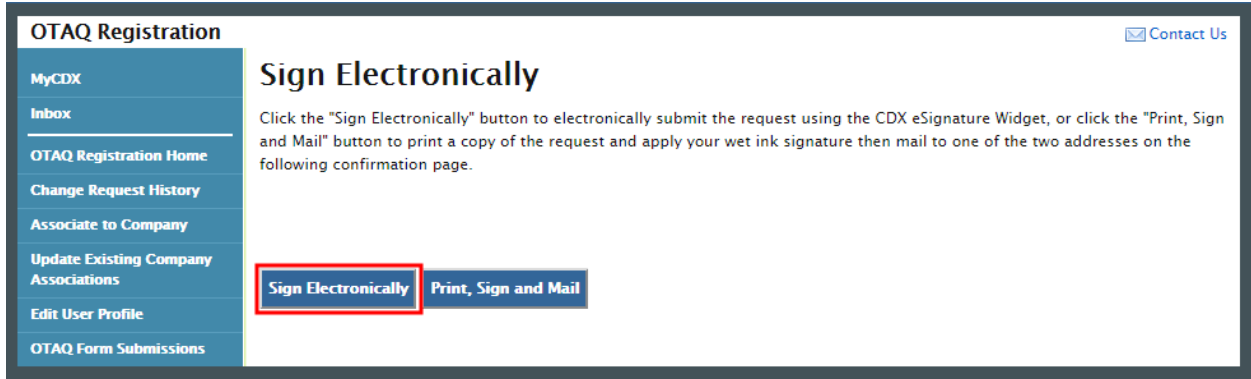 OTAQ Registration
Contact Us
MyCDX
Inbox
OTAQ Registration Home
Change Request History
Associate to Company
Update Existing Company
Associations
Edit User Profile
OTAQ Form Submissions
Sign Electronically
Click the "Sign Electronically" button to electronically submit the request using the CDX eSignature Widget, or click the "Print, Sign
and Mail" button to print a copy of the request and apply your wet ink signature then mail to one of the two addresses on the
following confirmation page.
Sign Electronically
Print, Sign and Mail